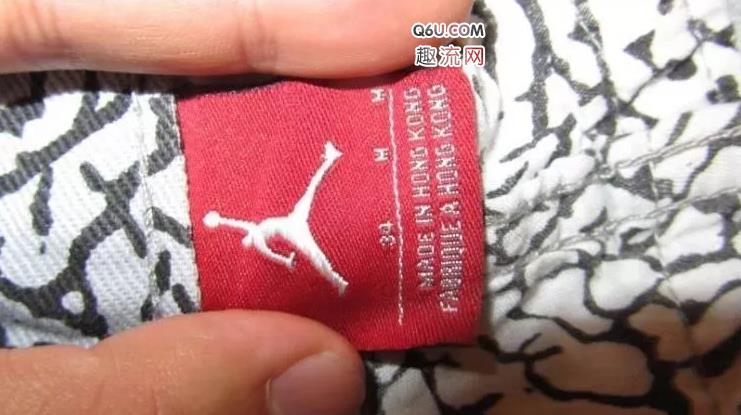 Q6U.COM
趣流网
M
M
34
MADE IN HONG KONG
FABRIQUE A HONG KONG